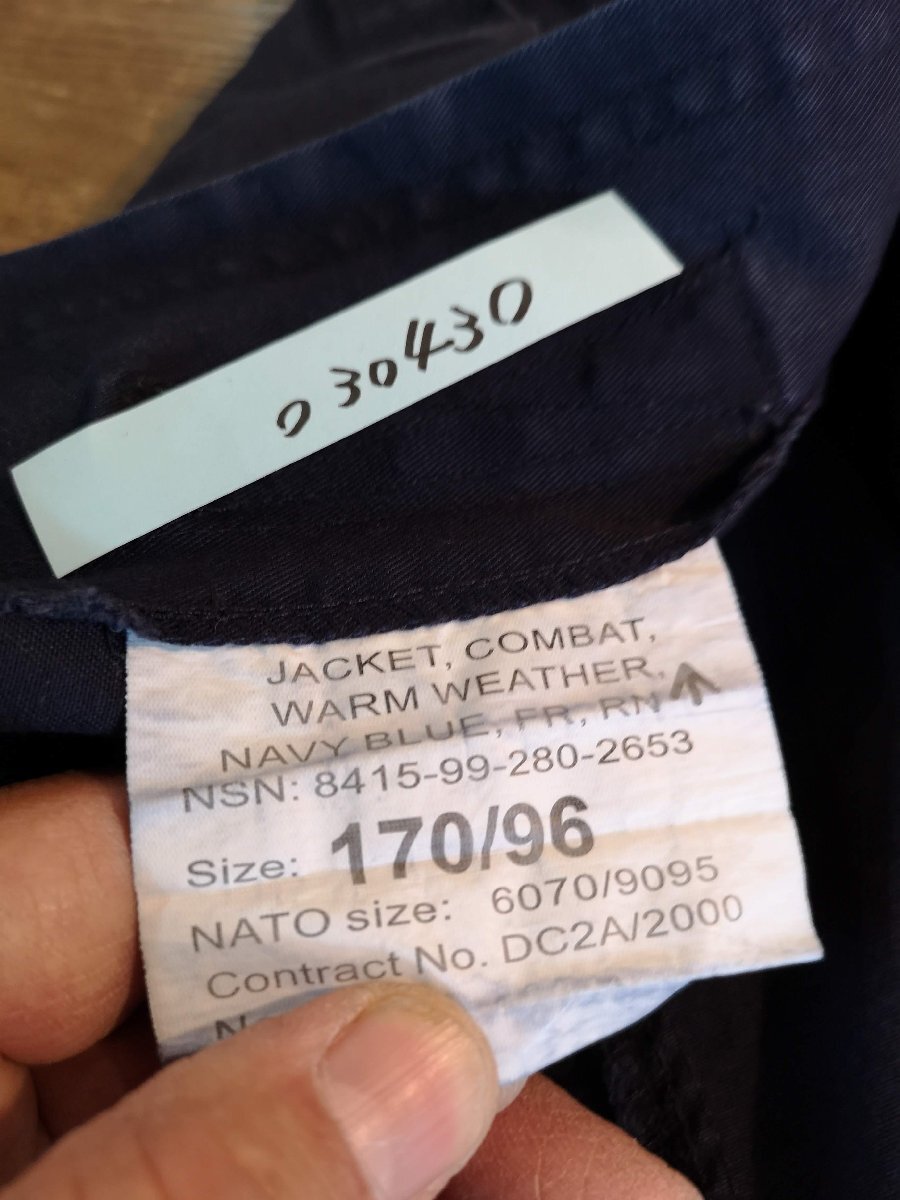 030430
JACKET, COMBAT,
WARM WEATHER,
NAVY BLUE, FR, RN
NSN: 8415-99-280-2653
Size: 170/96
NATO size: 6070/9095
Contract No. DC2A/2000
N